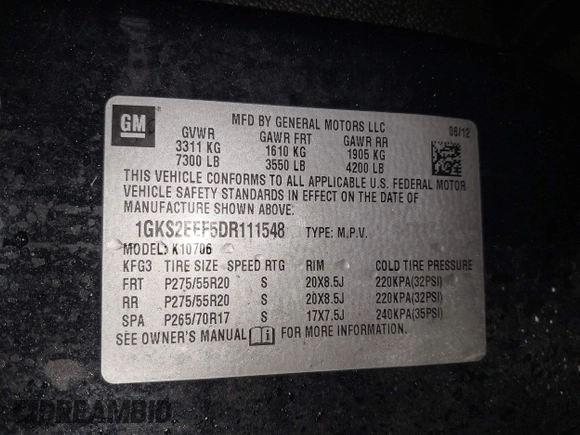 GM
MFD BY GENERAL MOTORS LLC
06/12
GVWR GAWR FRT GAWR RR
3311 KG 1610 KG 1905 KG
7300 LB 3550 LB 4200 LB
THIS VEHICLE CONFORMS TO ALL APPLICABLE U.S. FEDERAL MOTOR
VEHICLE SAFETY STANDARDS IN EFFECT ON THE DATE OF
MANUFACTURE SHOWN ABOVE.
1GKS2EEF5DR111548 TYPE: M.P.V.
MODEL: K10706
KFG3 TIRE SIZE SPEED RTG RIM COLD TIRE PRESSURE
FRT P275/55R20 S 20X8.5J 220KPA(32PSI)
RR P275/55R20 S 20X8.5J 220KPA(32PSI)
SPA P265/70R17 S 17X7.5J 240KPA(35PSI)
SEE OWNER'S MANUAL FOR MORE INFORMATION.
DREAMBID